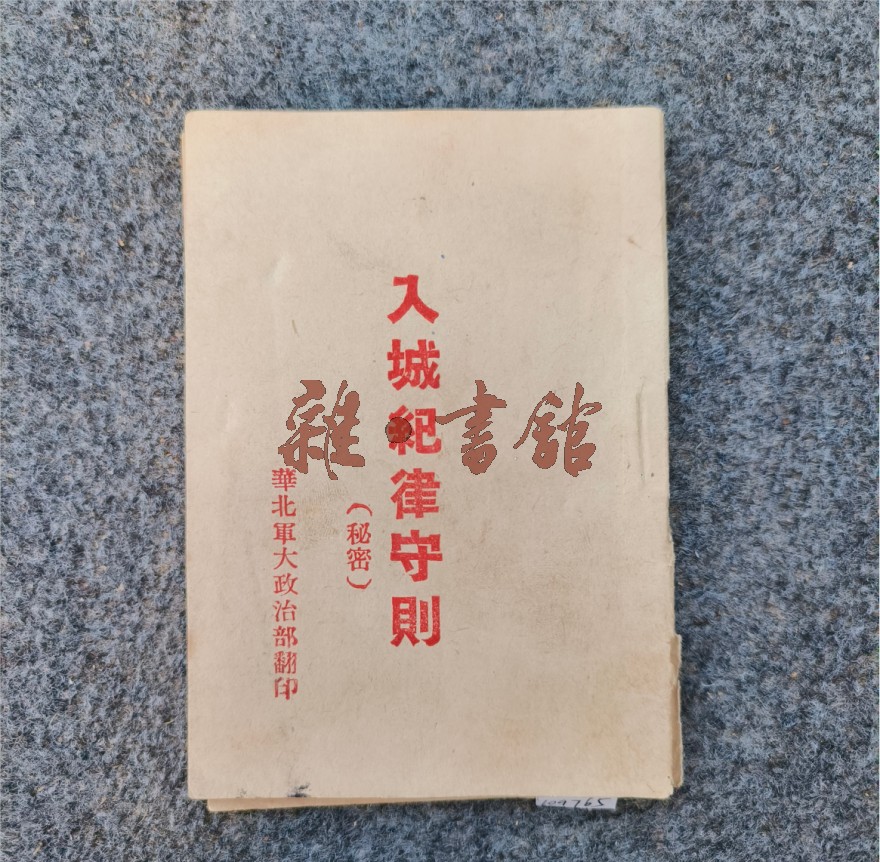 入城紀律守則
（秘密）
華北軍大政治部翻印
雜·書館